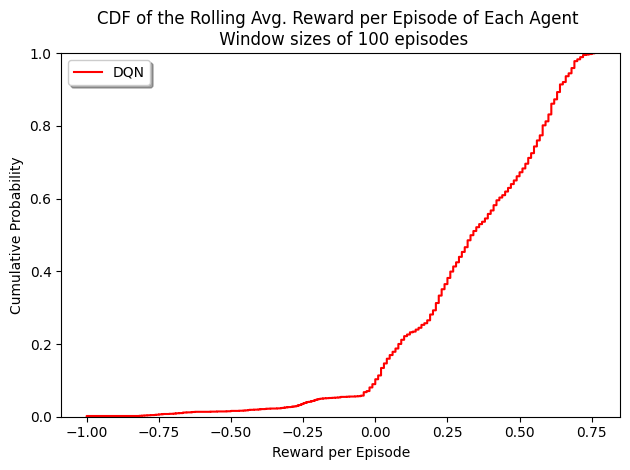 CDF of the Rolling Avg. Reward per Episode of Each Agent
Window sizes of 100 episodes
DQN
1.0
0.8
0.6
0.4
0.2
0.0
Cumulative Probability
−1.00
−0.75
−0.50
−0.25
0.00
0.25
0.50
0.75
Reward per Episode